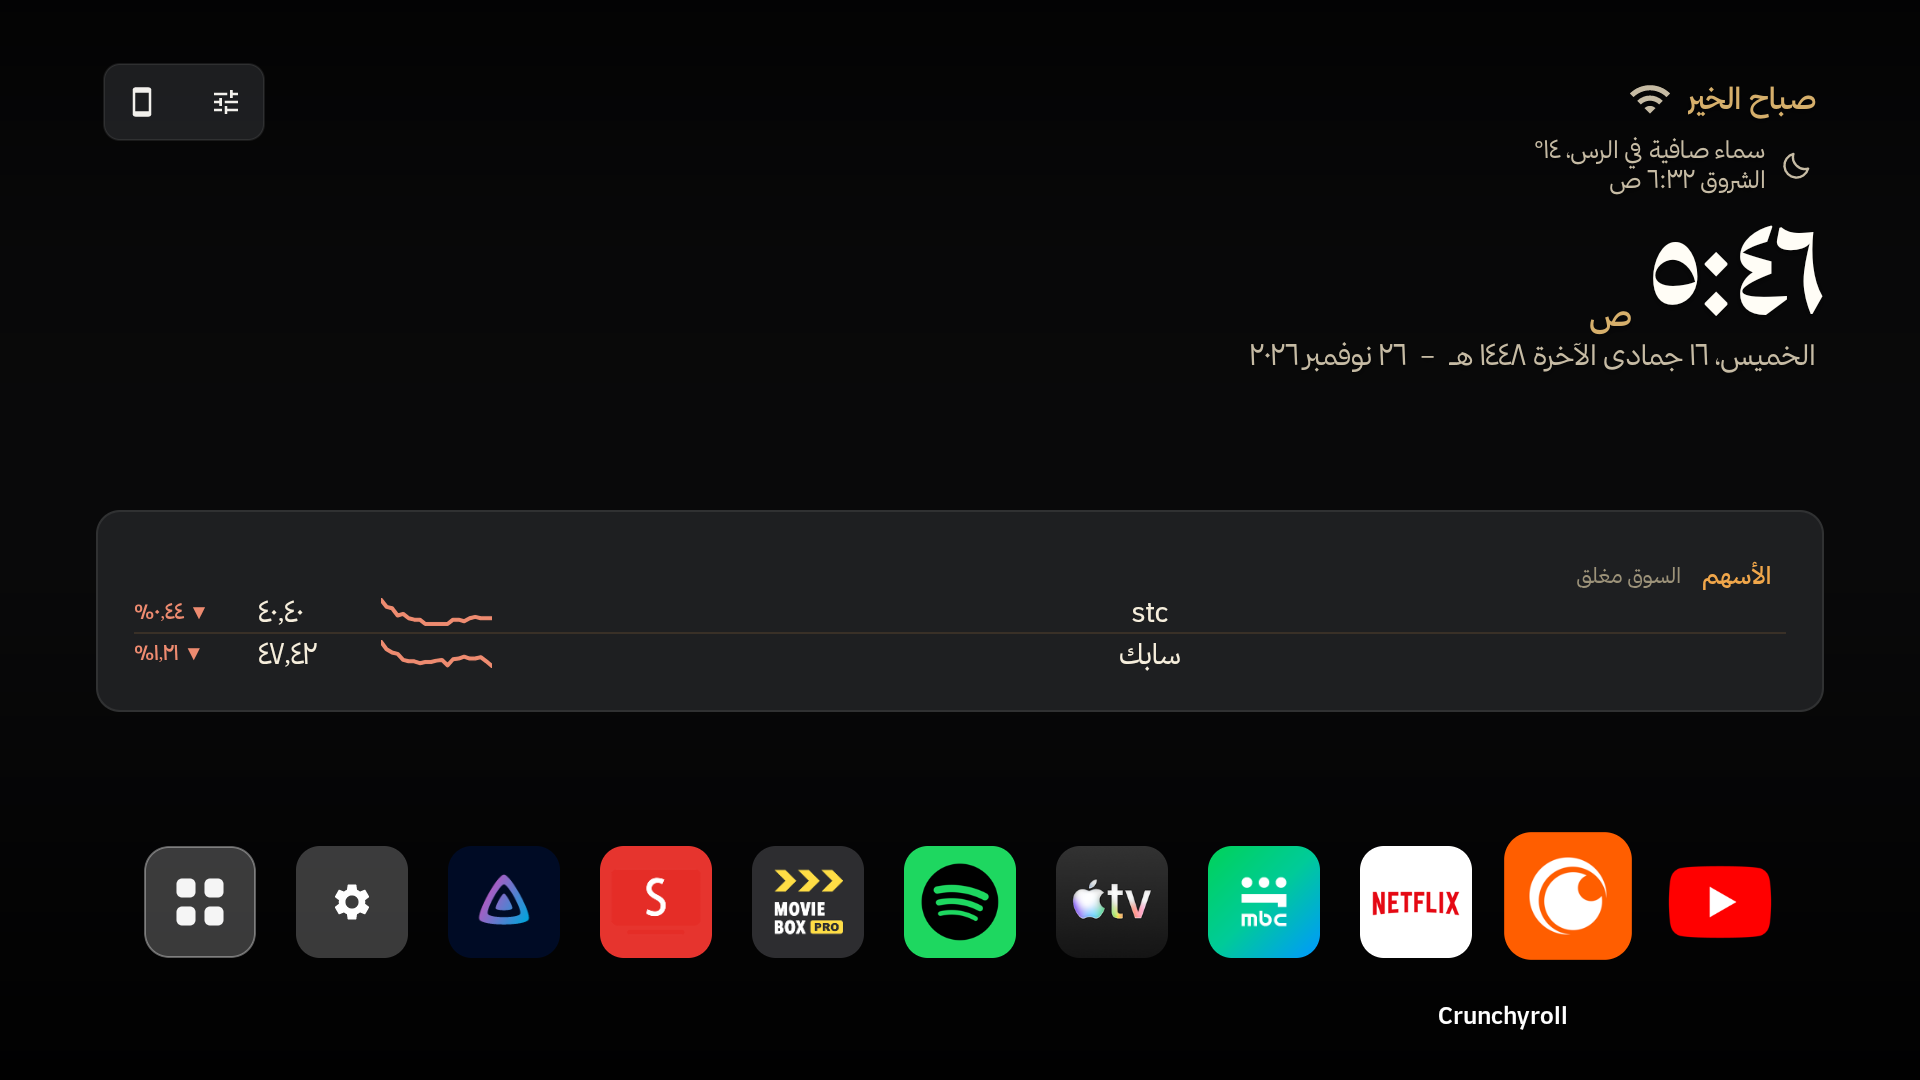 صباح الخير
سماء صافية في الرس، ١٤°
الشروق ٦:٣٢ ص
٥:٤٦ ص
الخميس، ١٦ جمادى الآخرة ١٤٤٨ هـ – ٢٦ نوفمبر ٢٠٢٦
الأسهم السوق مغلق
stc ٤٠,٤٠ ▼ ٠,٤٤%
سابك ٤٧,٤٢ ▼ ١,٢١%
NETFLIX
mbc
tv
MOVIE
BOX PRO
S
Crunchyroll